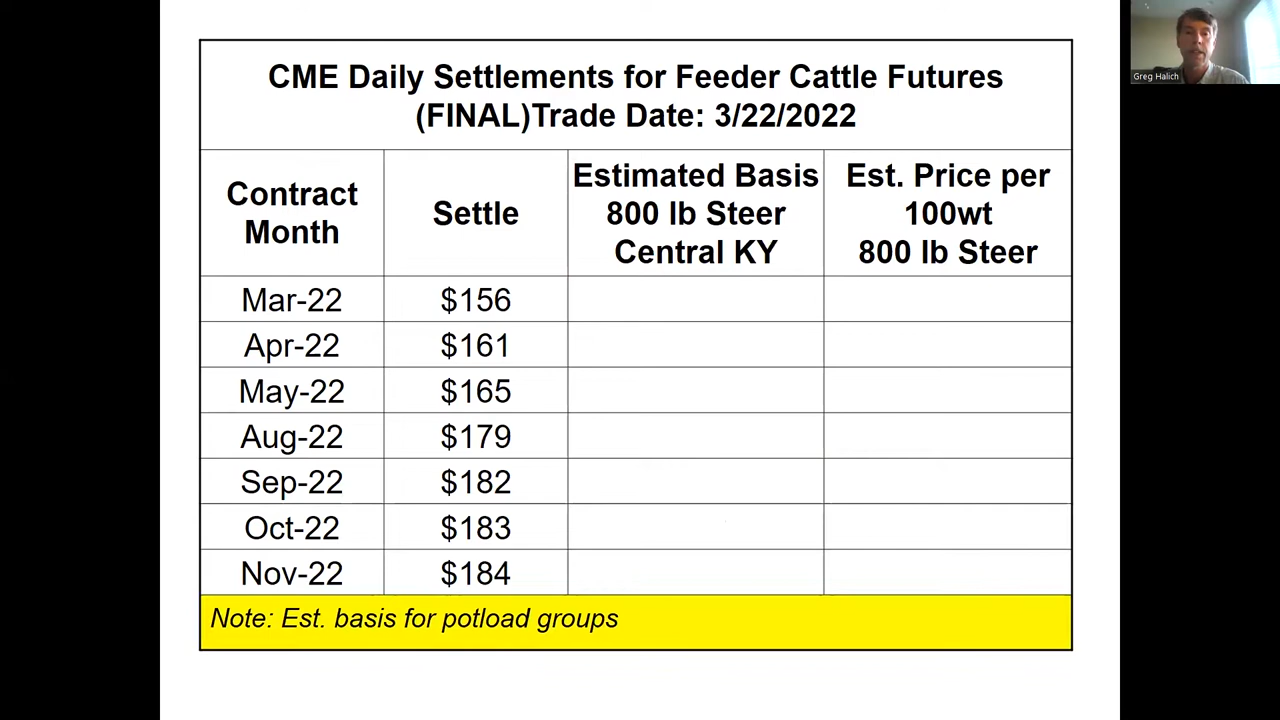 CME Daily Settlements for Feeder Cattle Futures
(FINAL)Trade Date: 3/22/2022
Contract Month
Settle
Estimated Basis 800 lb Steer Central KY
Est. Price per 100wt 800 lb Steer
Mar-22 $156
Apr-22 $161
May-22 $165
Aug-22 $179
Sep-22 $182
Oct-22 $183
Nov-22 $184
Note: Est. basis for potload groups
Greg Halich